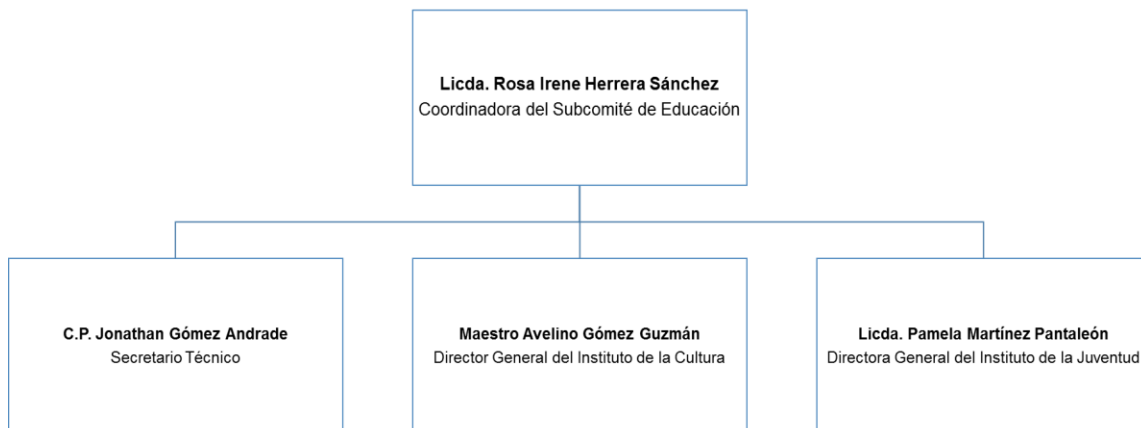 Licda. Rosa Irene Herrera Sánchez
Coordinadora del Subcomité de Educación
C.P. Jonathan Gómez Andrade
Secretario Técnico
Maestro Avelino Gómez Guzmán
Director General del Instituto de la Cultura
Licda. Pamela Martínez Pantaleón
Directora General del Instituto de la Juventud